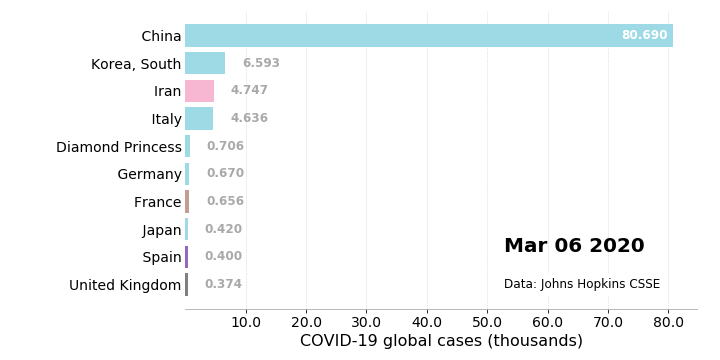 China 80.690
Korea, South 6.593
Iran 4.747
Italy 4.636
Diamond Princess 0.706
Germany 0.670
France 0.656
Japan 0.420
Spain 0.400
United Kingdom 0.374
Mar 06 2020
Data: Johns Hopkins CSSE
10.0 20.0 30.0 40.0 50.0 60.0 70.0 80.0
COVID-19 global cases (thousands)